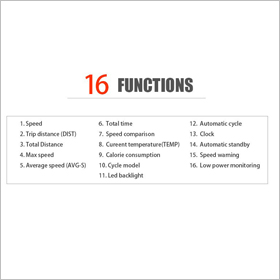 16 FUNCTIONS
1. Speed
2. Trip distance (DIST)
3. Total Distance
4. Max speed
5. Average speed (AVG-S)
6. Total time
7. Speed comparison
8. Cureent temperature(TEMP)
9. Calorie consumption
10. Cycle model
11. Led backlight
12. Automatic cycle
13. Clock
14. Automatic standby
15. Speed warning
16. Low power monitoring